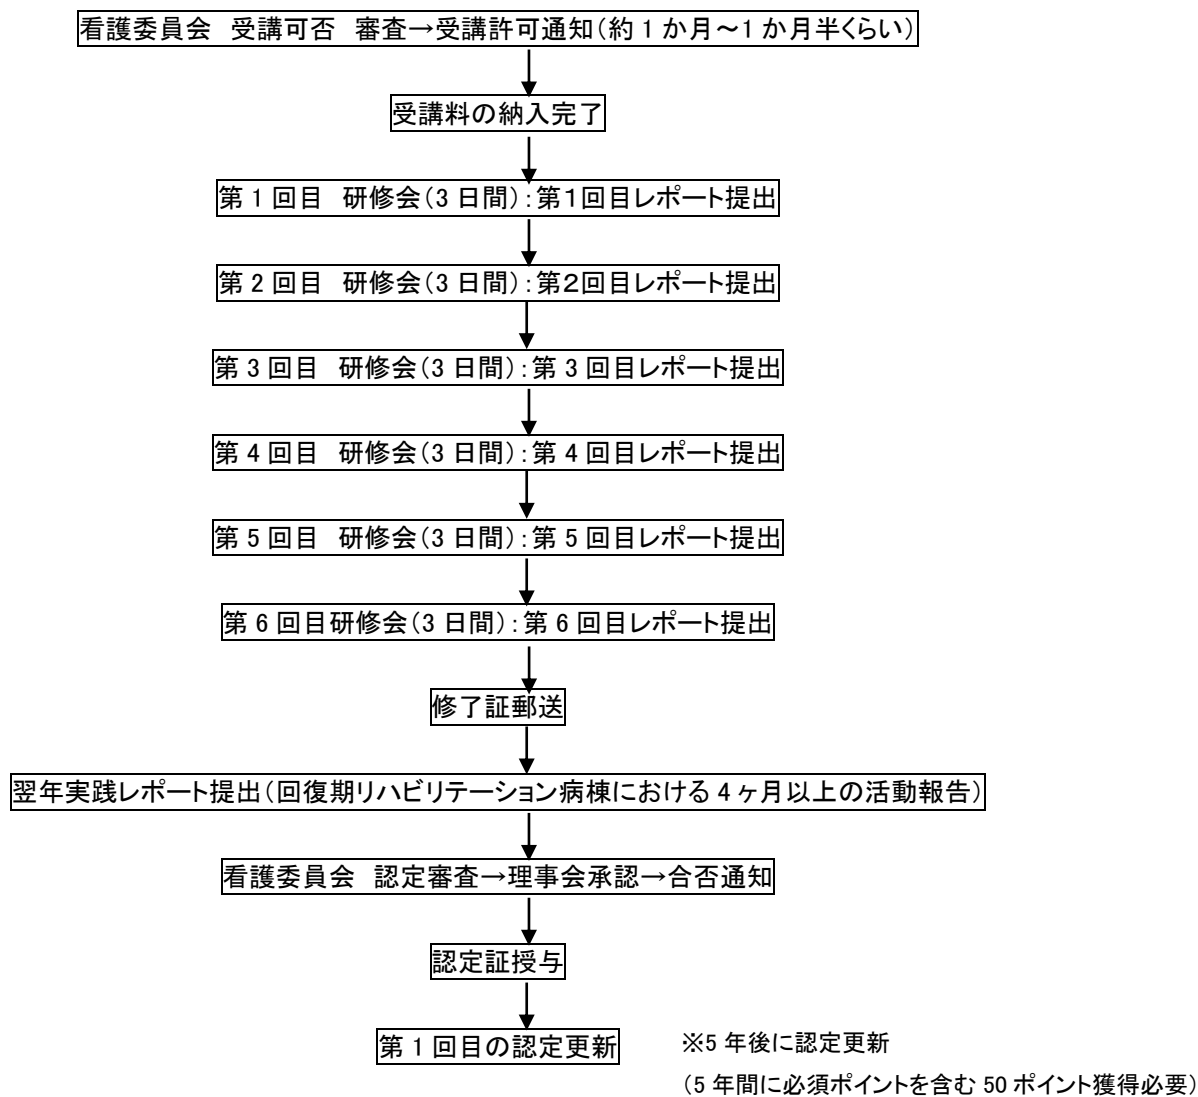 看護委員会　受講可否　審査→受講許可通知(約 1 か月～1 か月半くらい)
受講料の納入完了
第 1 回目　研修会(3 日間):第1回目レポート提出
第 2 回目　研修会(3 日間):第2回目レポート提出
第 3 回目　研修会(3 日間):第 3 回目レポート提出
第 4 回目　研修会(3 日間):第 4 回目レポート提出
第 5 回目　研修会(3 日間):第 5 回目レポート提出
第 6 回目研修会(3 日間):第 6 回目レポート提出
修了証郵送
翌年実践レポート提出(回復期リハビリテーション病棟における 4 ヶ月以上の活動報告)
看護委員会　認定審査→理事会承認→合否通知
認定証授与
第 1 回目の認定更新
※5 年後に認定更新
(5 年間に必須ポイントを含む 50 ポイント獲得必要)